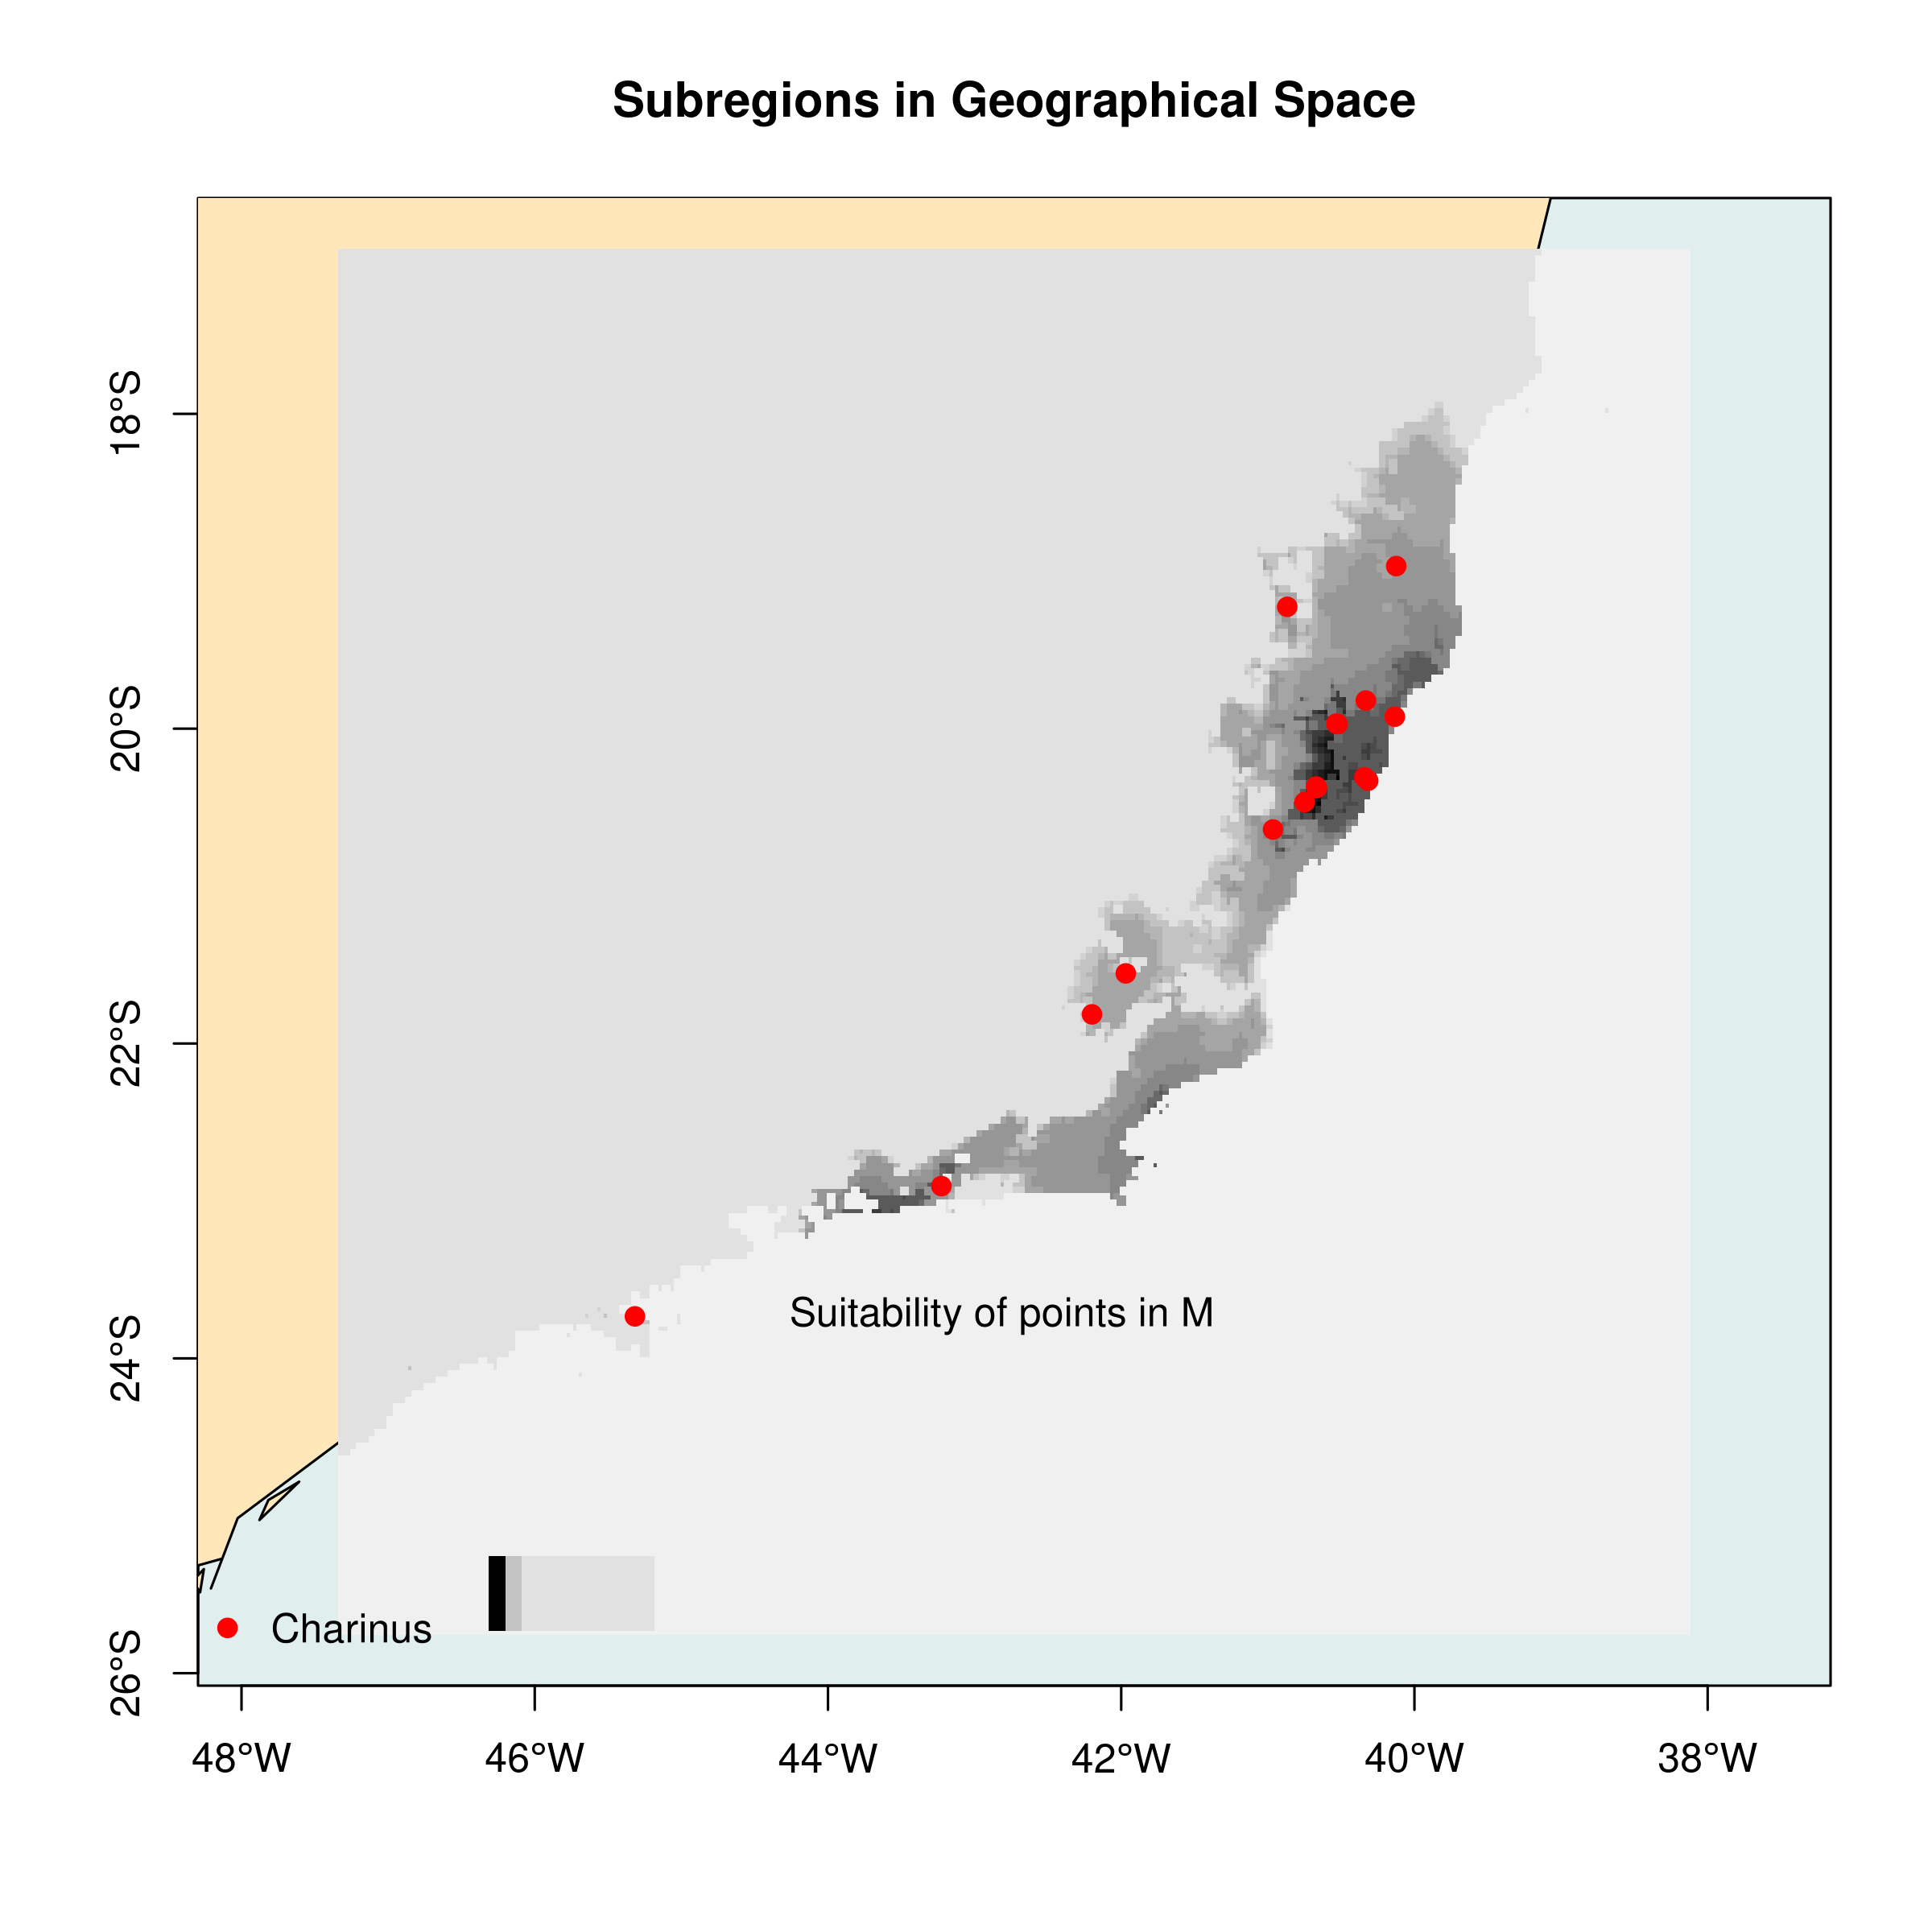 Subregions in Geographical Space
18°S
20°S
22°S
24°S
26°S
Suitability of points in M
Charinus
48°W
46°W
44°W
42°W
40°W
38°W